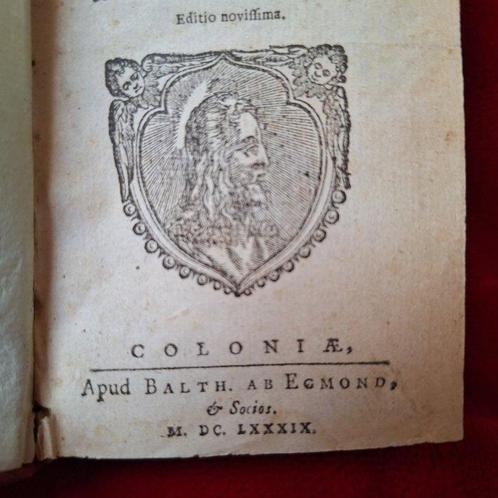 Editio noviſſima.
COLONIÆ,
Apud BALTH. AB EGMOND,
& Socios.
M. DC. LXXXIX.